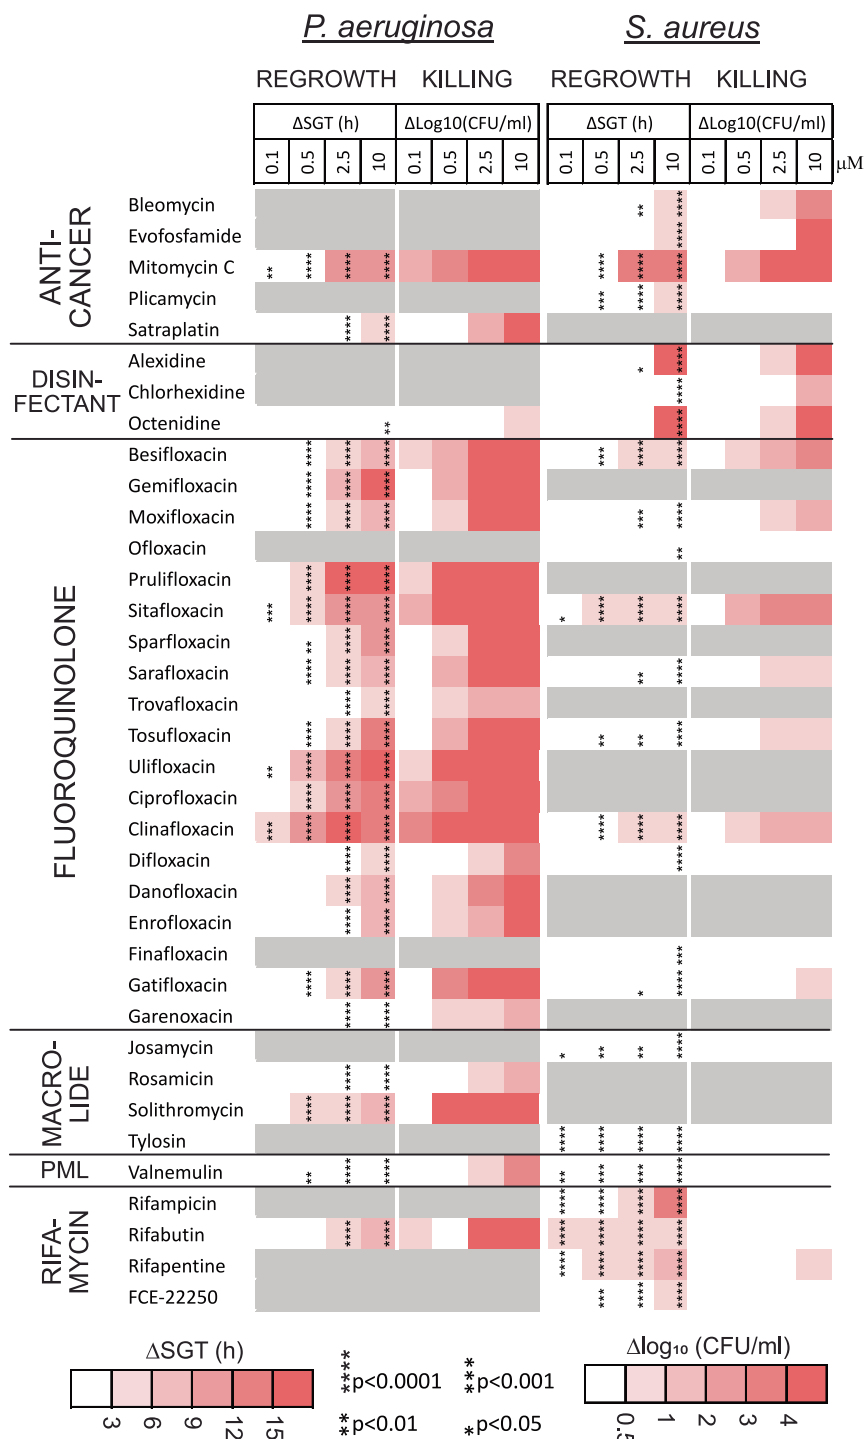 P. aeruginosa S. aureus
REGROWTH KILLING REGROWTH KILLING
ΔSGT (h) ΔLog10(CFU/ml) ΔSGT (h) ΔLog10(CFU/ml)
0.1 0.5 2.5 10 0.1 0.5 2.5 10 0.1 0.5 2.5 10 0.1 0.5 2.5 10 μM
ANTI-
CANCER
Bleomycin ** ****
Evofosfamide ****
Mitomycin C ** **** **** **** **** **** ****
Plicamycin *** **** ****
Satraplatin **** ****
DISIN-
FECTANT
Alexidine * ****
Chlorhexidine ****
Octenidine ** ****
FLUOROQUINOLONE
Besifloxacin **** **** **** *** **** ****
Gemifloxacin **** **** ****
Moxifloxacin **** **** **** *** ****
Ofloxacin **
Prulifloxacin **** **** ****
Sitafloxacin *** **** **** **** * **** **** ****
Sparfloxacin ** **** ****
Sarafloxacin **** **** **** ** ****
Trovafloxacin **** ****
Tosufloxacin **** **** **** ** ** ****
Ulifloxacin ** **** **** ****
Ciprofloxacin **** **** ****
Clinafloxacin *** **** **** **** **** **** ****
Difloxacin **** **** ****
Danofloxacin **** ****
Enrofloxacin **** ****
Finafloxacin ***
Gatifloxacin **** **** **** * ****
Garenoxacin **** ****
MACRO-
LIDE
Josamycin * ** ** ****
Rosamicin **** ****
Solithromycin **** **** ****
Tylosin **** **** **** ****
PML
Valnemulin ** **** **** ** *** *** ****
RIFA-
MYCIN
Rifampicin **** **** **** ****
Rifabutin **** **** **** **** **** ****
Rifapentine **** **** **** ****
FCE-22250 *** **** ****
ΔSGT (h)
3 6 9 12 15
****p<0.0001 ***p<0.001
**p<0.01 *p<0.05
Δlog₁₀ (CFU/ml)
0.5 1 2 3 4